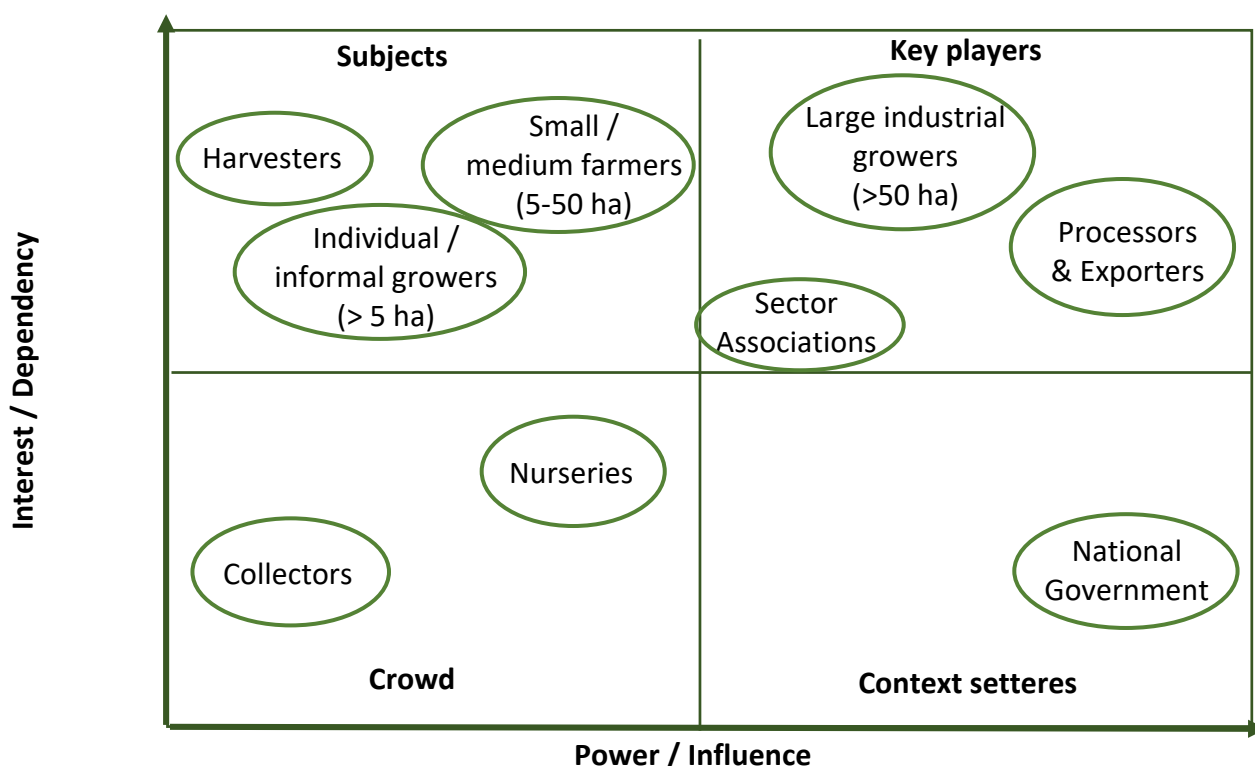 Subjects
Key players
Harvesters
Small /
medium farmers
(5-50 ha)
Individual /
informal growers
(> 5 ha)
Large industrial
growers
(>50 ha)
Processors
& Exporters
Sector
Associations
Interest / Dependency
Nurseries
Collectors
National
Government
Crowd
Context setteres
Power / Influence